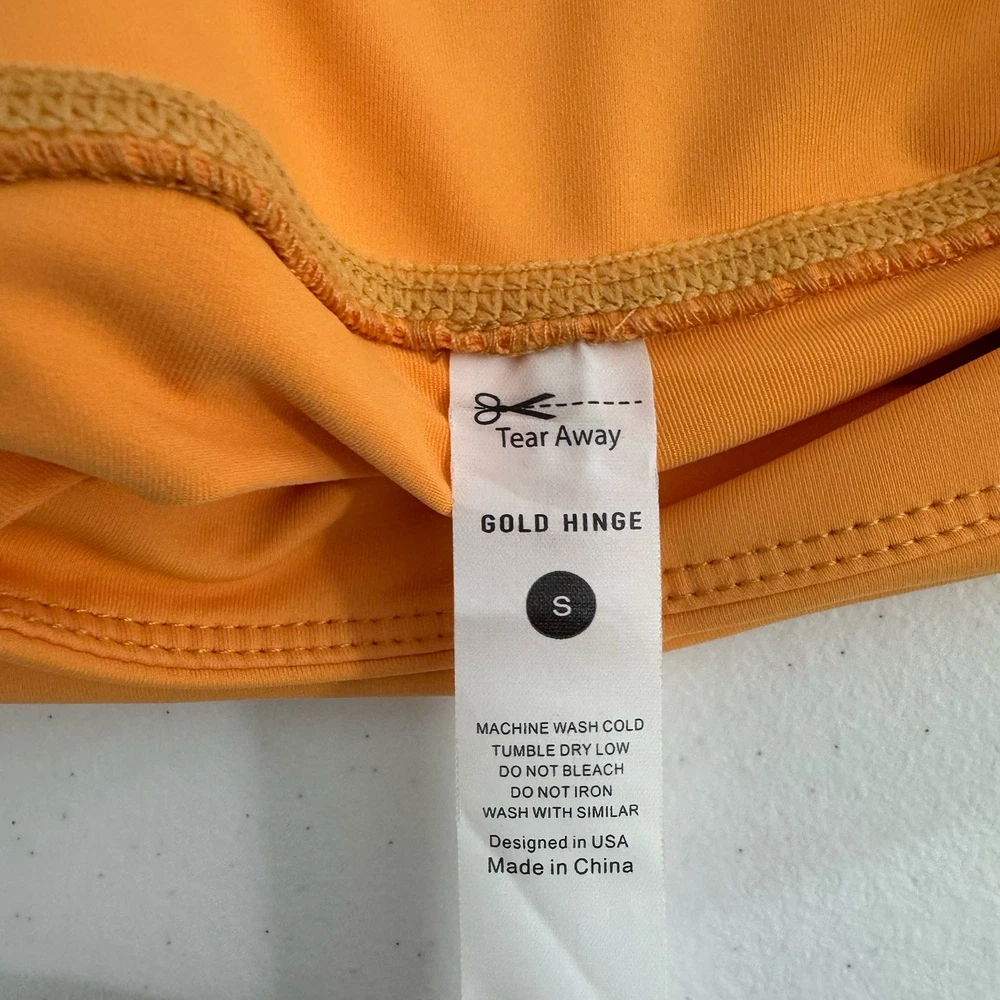 Tear Away
GOLD HINGE
S
MACHINE WASH COLD
TUMBLE DRY LOW
DO NOT BLEACH
DO NOT IRON
WASH WITH SIMILAR
Designed in USA
Made in China